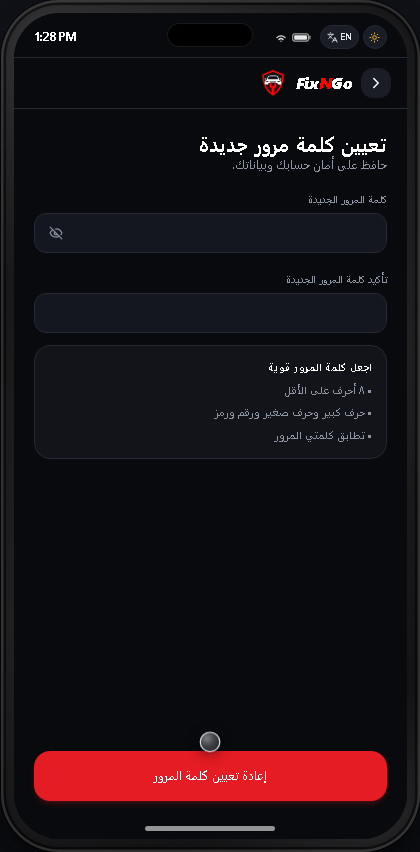 1:28 PM
EN
FixNGo
تعيين كلمة مرور جديدة
حافظ على أمان حسابك وبياناتك.
كلمة المرور الجديدة
تأكيد كلمة المرور الجديدة
اجعل كلمة المرور قوية
• ٨ أحرف على الأقل
• حرف كبير وحرف صغير ورقم ورمز
• تطابق كلمتي المرور
إعادة تعيين كلمة المرور